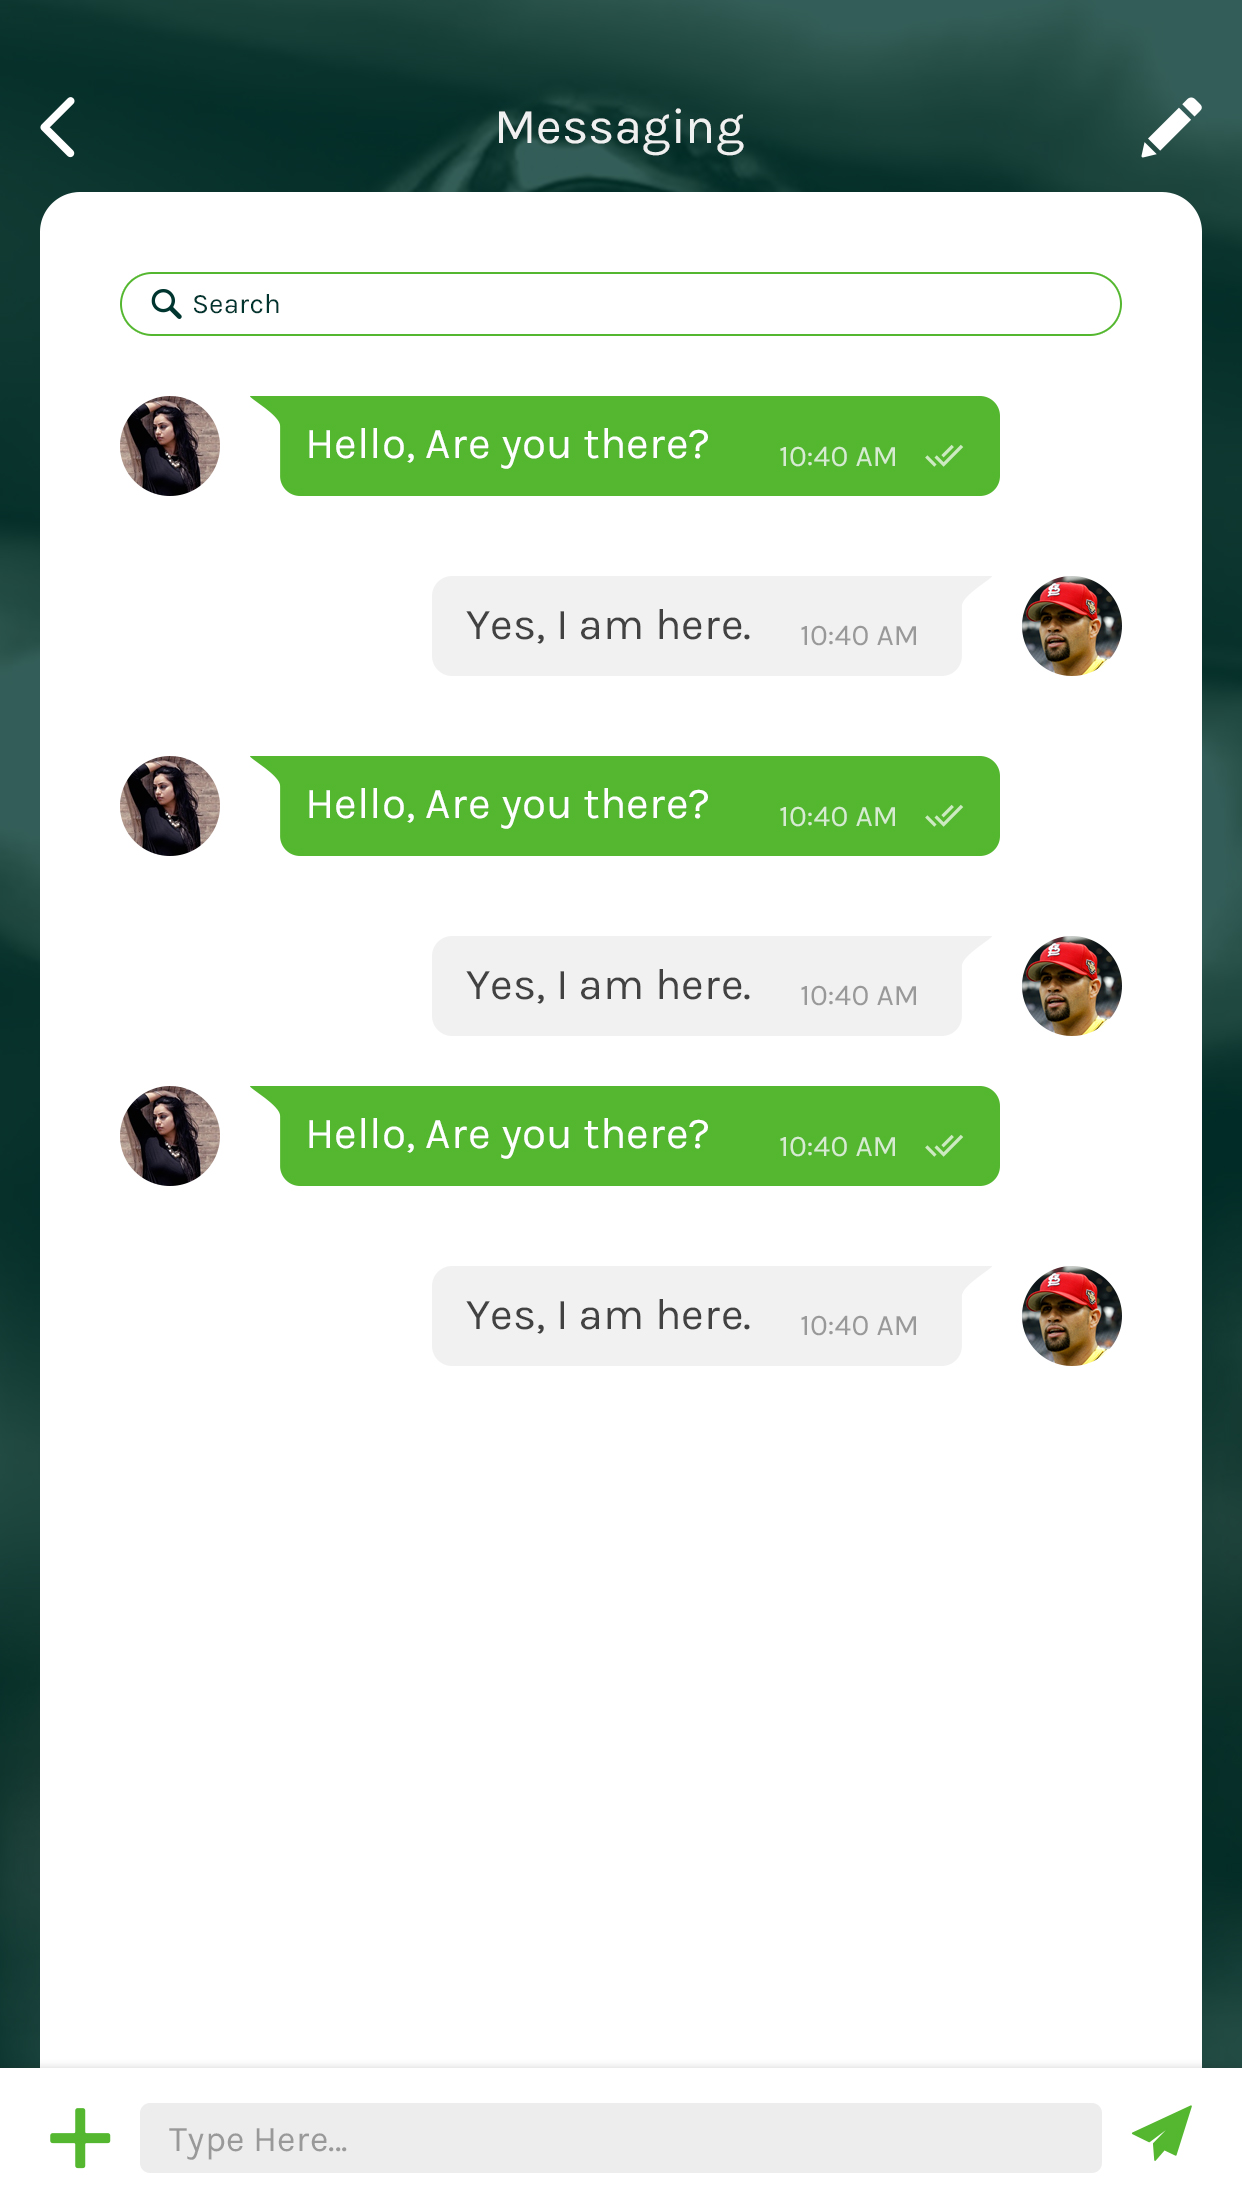 Messaging
Search
Hello, Are you there? 10:40 AM
Yes, I am here. 10:40 AM
Hello, Are you there? 10:40 AM
Yes, I am here. 10:40 AM
Hello, Are you there? 10:40 AM
Yes, I am here. 10:40 AM
Type Here...